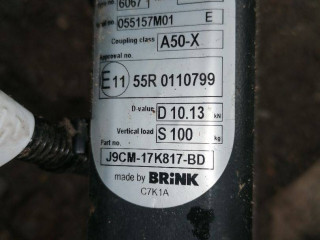 6067
055157M01 E
Coupling class A50-X
Approval no.
E11 55R 0110799
D-value D 10.13 kN
Vertical load S 100 kg
Part no.
J9CM-17K817-BD
made by BRINK
C7K1A